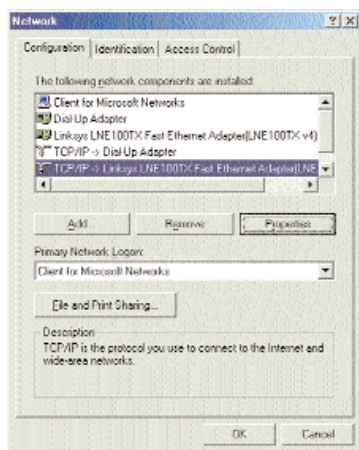 Network
Configuration Identification Access Control
The following network components are installed:
Client for Microsoft Networks
Dial-Up Adapter
Linksys LNE100TX Fast Ethernet Adapter(LNE100TX v4)
TCP/IP -> Dial-Up Adapter
TCP/IP -> Linksys LNE100TX Fast Ethernet Adapter(LNE
Add... Remove Properties
Primary Network Logon:
Client for Microsoft Networks
File and Print Sharing...
Description
TCP/IP is the protocol you use to connect to the Internet and
wide-area networks.
OK Cancel